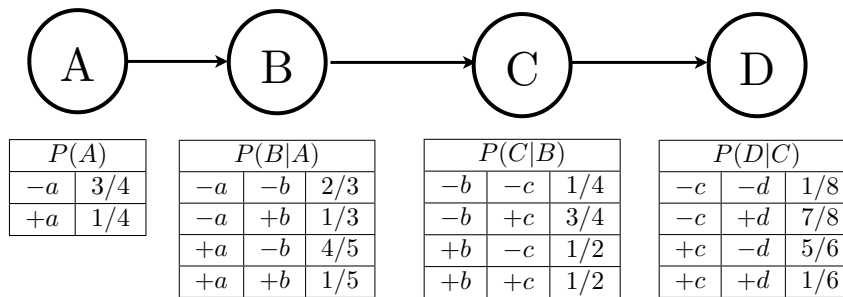 A B C D
P(A) P(B|A) P(C|B) P(D|C)
−a 3/4 −a −b 2/3 −b −c 1/4 −c −d 1/8
+a 1/4 −a +b 1/3 −b +c 3/4 −c +d 7/8
+a −b 4/5 +b −c 1/2 +c −d 5/6
+a +b 1/5 +b +c 1/2 +c +d 1/6